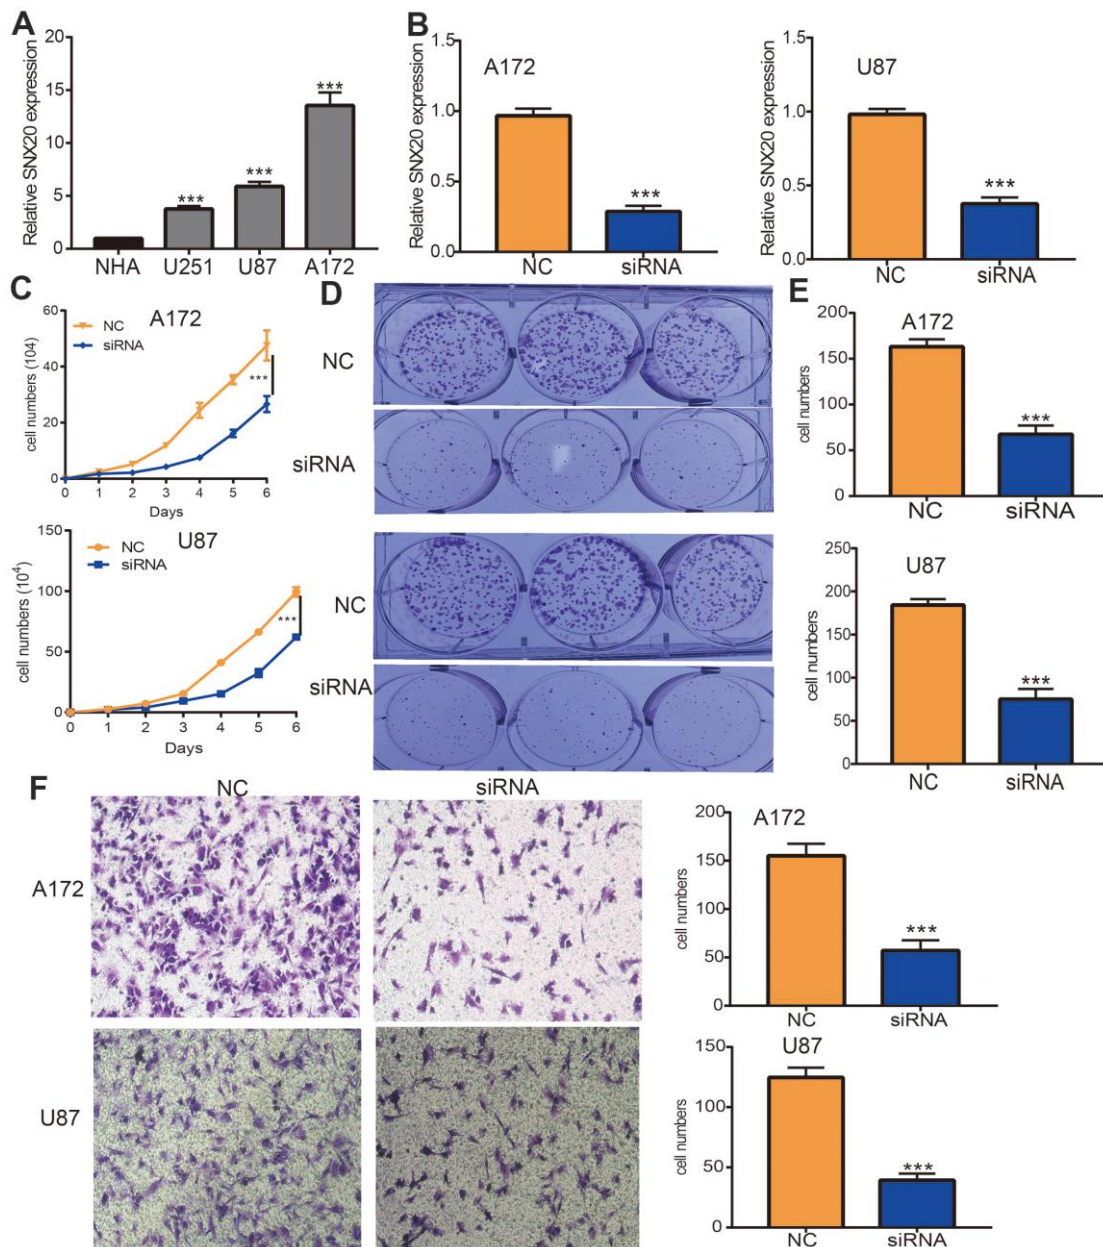 A
Relative SNX20 expression
20
15
10
5
0
***
***
***
NHA
U251
U87
A172
B
Relative SNX20 expression
1.5
1.0
0.5
0.0
A172
***
NC
siRNA
Relative SNX20 expression
1.5
1.0
0.5
0.0
U87
***
NC
siRNA
C
A172
cell numbers (104)
60
40
20
0
NC
siRNA
***
0 1 2 3 4 5 6
Days
U87
cell numbers (10⁴)
150
100
50
0
NC
siRNA
***
0 1 2 3 4 5 6
Days
D
NC
siRNA
NC
siRNA
E
A172
cell numbers
200
150
100
50
0
***
NC
siRNA
U87
cell numbers
250
200
150
100
50
0
***
NC
siRNA
F
NC
siRNA
A172
U87
A172
cell numbers
200
150
100
50
0
***
NC
siRNA
U87
cell numbers
150
100
50
0
***
NC
siRNA